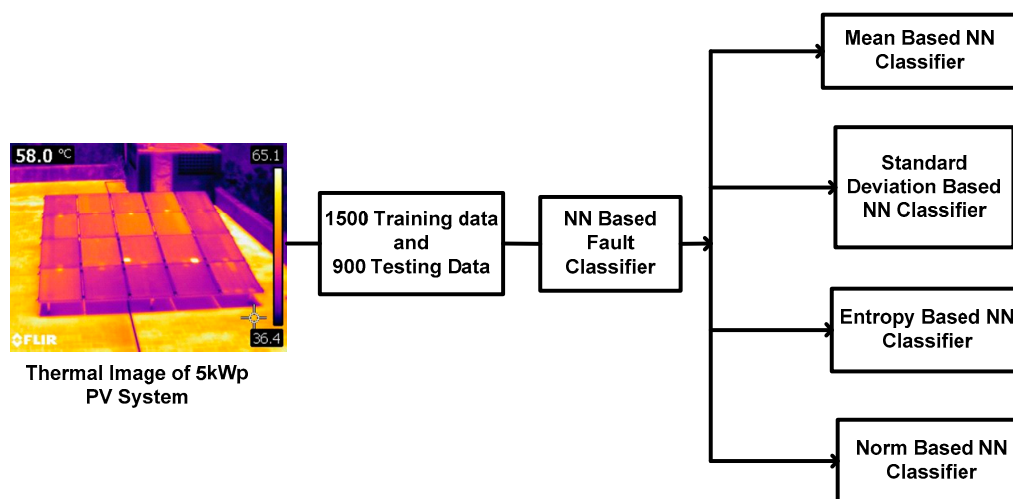 58.0 °C
65.1
36.4
FLIR
Thermal Image of 5kWp
PV System
1500 Training data
and
900 Testing Data
NN Based
Fault
Classifier
Mean Based NN
Classifier
Standard
Deviation Based
NN Classifier
Entropy Based NN
Classifier
Norm Based NN
Classifier